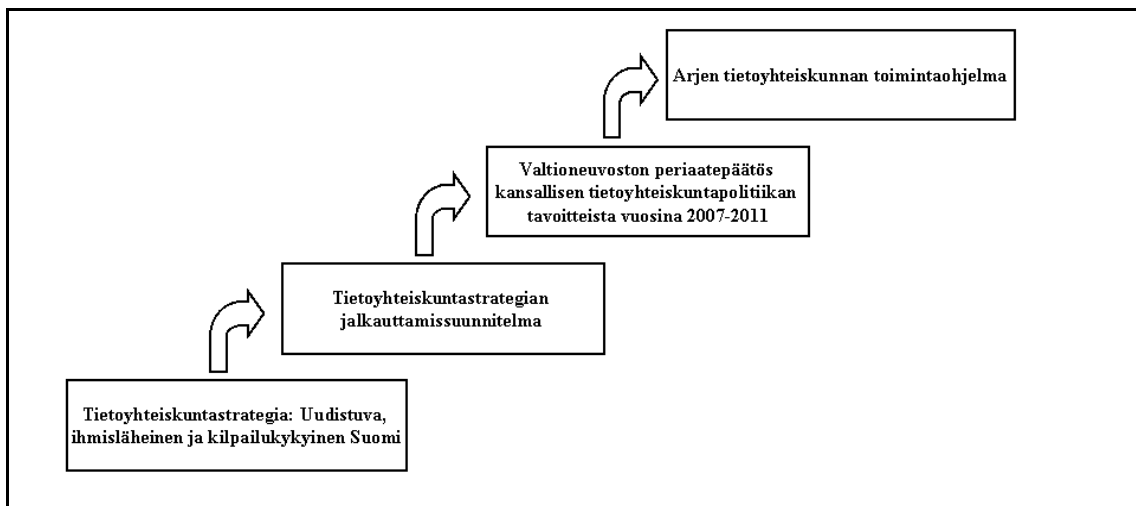 Arjen tietoyhteiskunnan toimintaohjelma
Valtioneuvoston periaatepäätös
kansallisen tietoyhteiskuntapolitiikan
tavoitteista vuosina 2007-2011
Tietoyhteiskuntastrategian
jalkauttamissuunnitelma
Tietoyhteiskuntastrategia: Uudistuva,
ihmisläheinen ja kilpailukykyinen Suomi